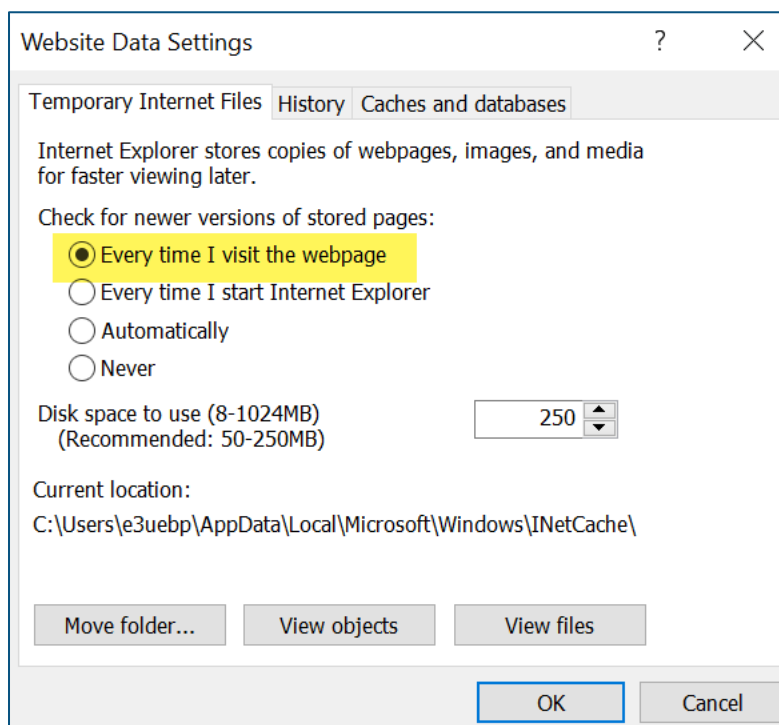 Website Data Settings ?
Temporary Internet Files History Caches and databases
Internet Explorer stores copies of webpages, images, and media
for faster viewing later.
Check for newer versions of stored pages:
Every time I visit the webpage
Every time I start Internet Explorer
Automatically
Never
Disk space to use (8-1024MB) 250
(Recommended: 50-250MB)
Current location:
C:\Users\e3uebp\AppData\Local\Microsoft\Windows\INetCache\
Move folder... View objects View files
OK Cancel